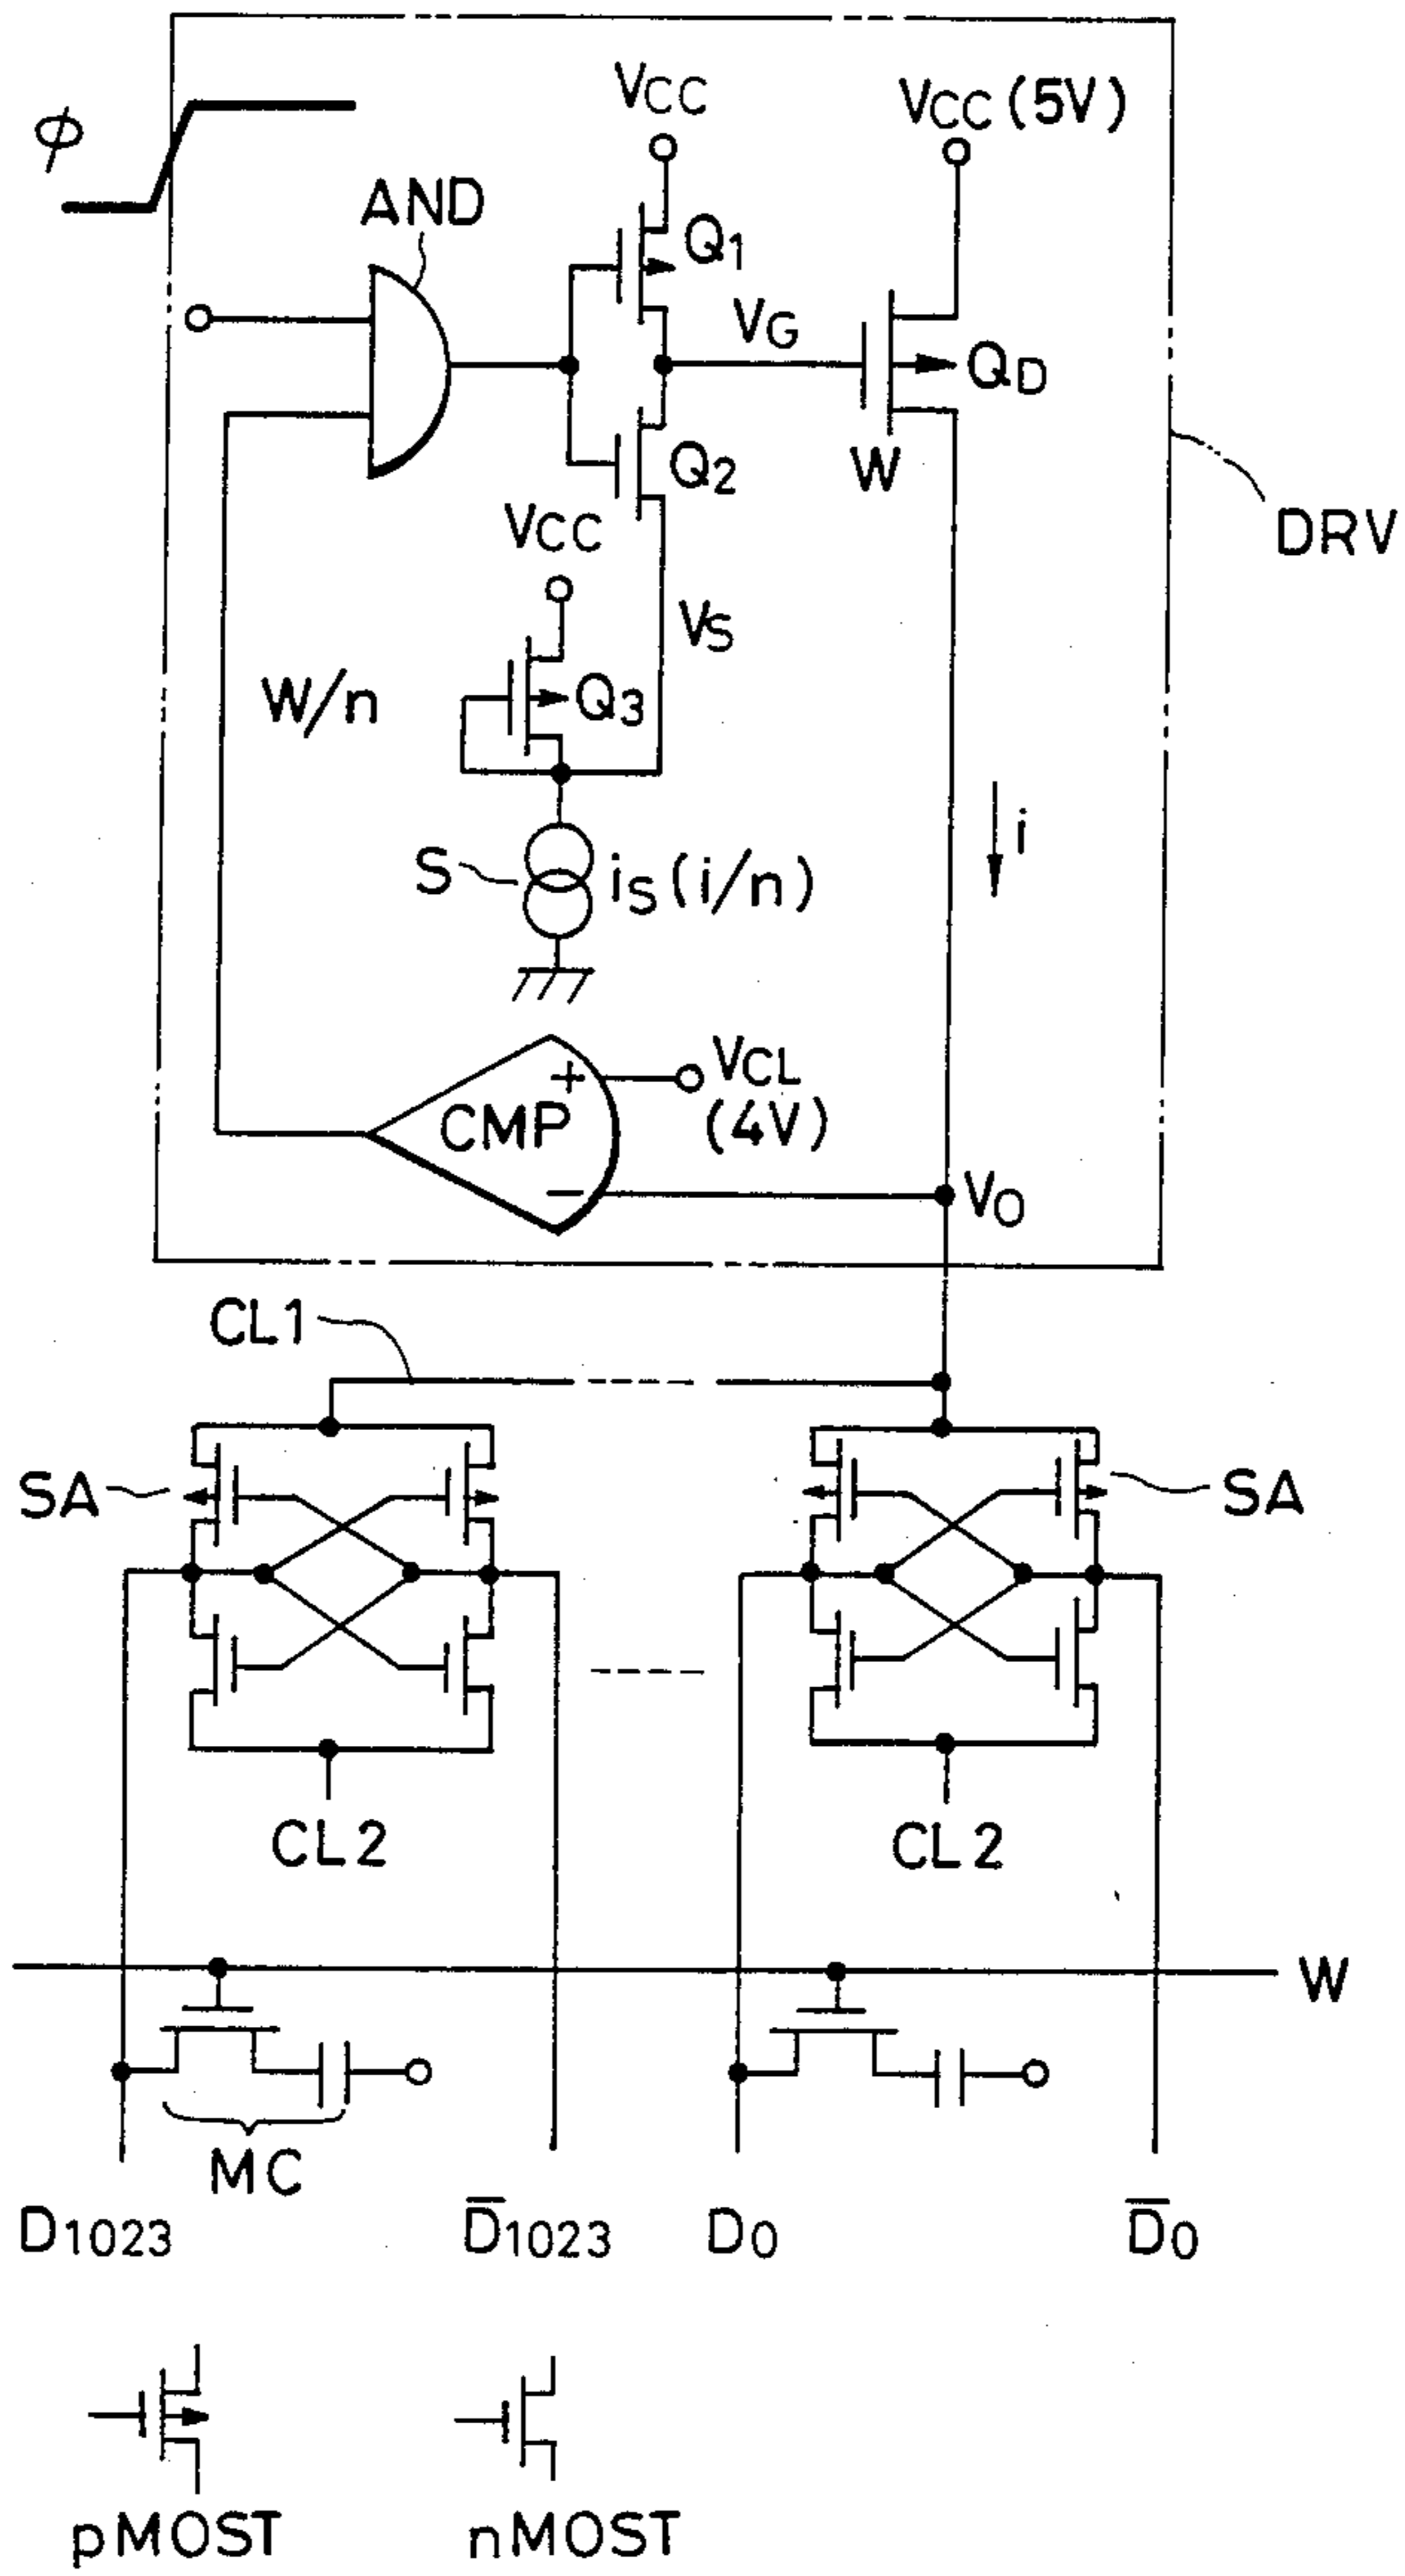 VCC
VCC (5V)
ϕ
AND
Q1
VG
QD
Q2
W
VCC
DRV
VS
W/n
Q3
i
S
iS (i/n)
+
VCL
CMP
(4V)
−
VO
CL1
SA
SA
CL2
CL2
W
MC
D1023
D̅1023
D0
D̅0
pMOST
nMOST